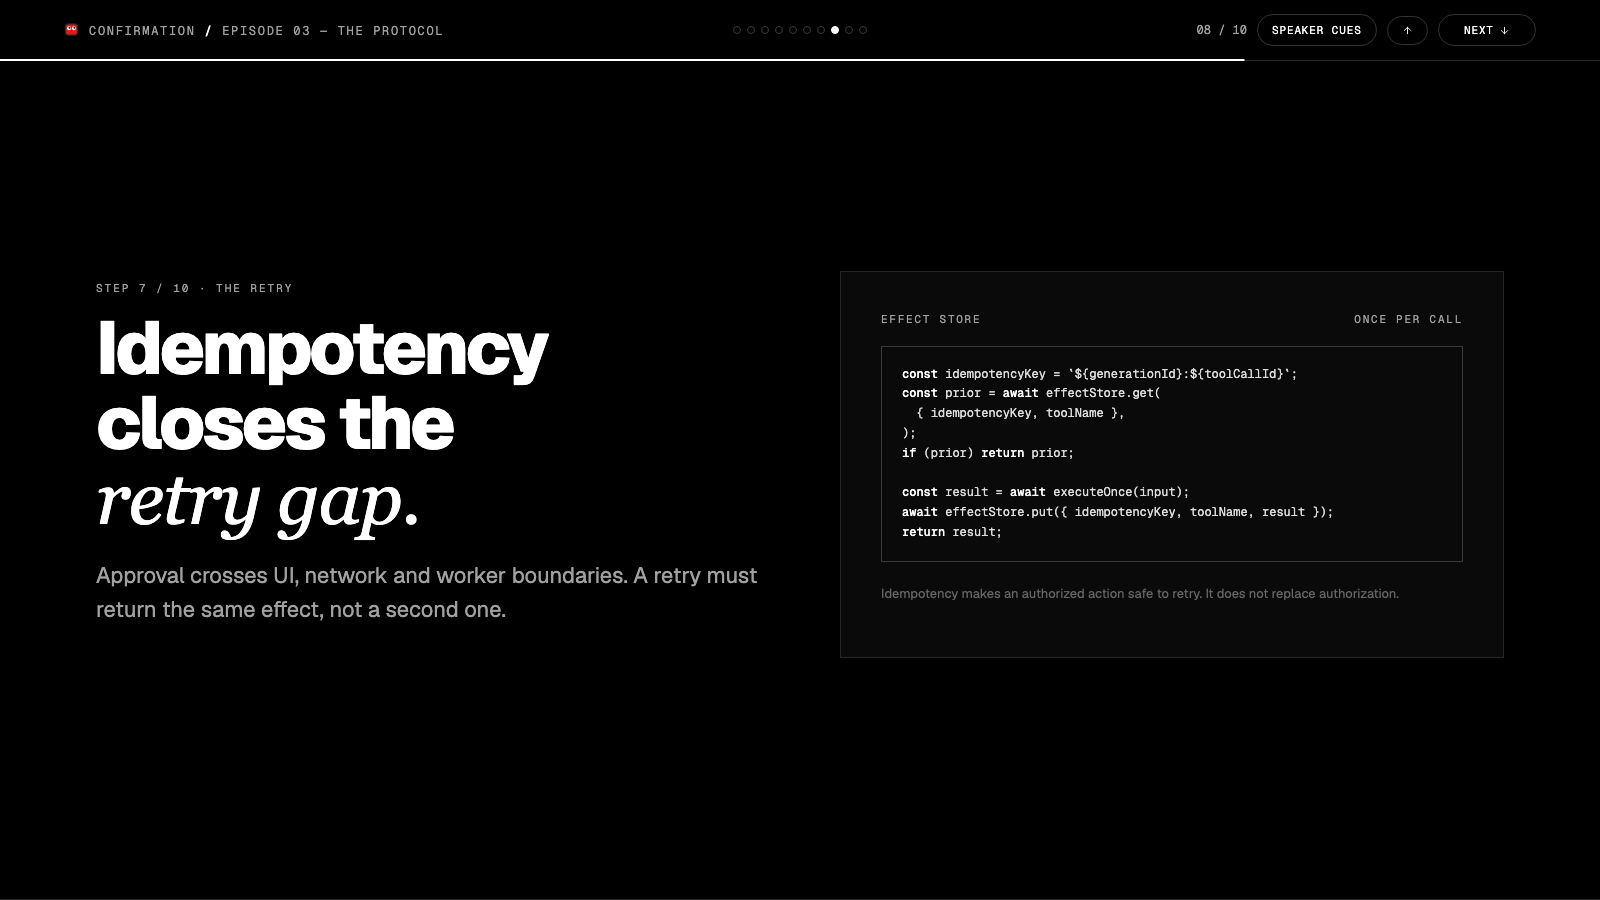 CONFIRMATION / EPISODE 03 — THE PROTOCOL
08 / 10
SPEAKER CUES
↑
NEXT ↓
STEP 7 / 10 · THE RETRY
Idempotency
closes the
retry gap.
Approval crosses UI, network and worker boundaries. A retry must
return the same effect, not a second one.
EFFECT STORE
ONCE PER CALL
const idempotencyKey = `${generationId}:${toolCallId}`;
const prior = await effectStore.get(
  { idempotencyKey, toolName },
);
if (prior) return prior;
const result = await executeOnce(input);
await effectStore.put({ idempotencyKey, toolName, result });
return result;
Idempotency makes an authorized action safe to retry. It does not replace authorization.